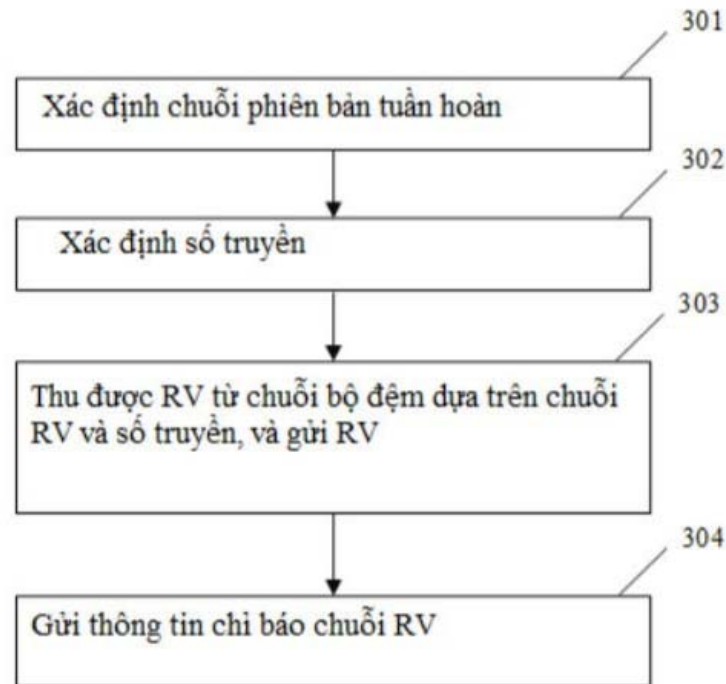 301
Xác định chuỗi phiên bản tuần hoàn
302
Xác định số truyền
303
Thu được RV từ chuỗi bộ đệm dựa trên chuỗi
RV và số truyền, và gửi RV
304
Gửi thông tin chỉ báo chuỗi RV